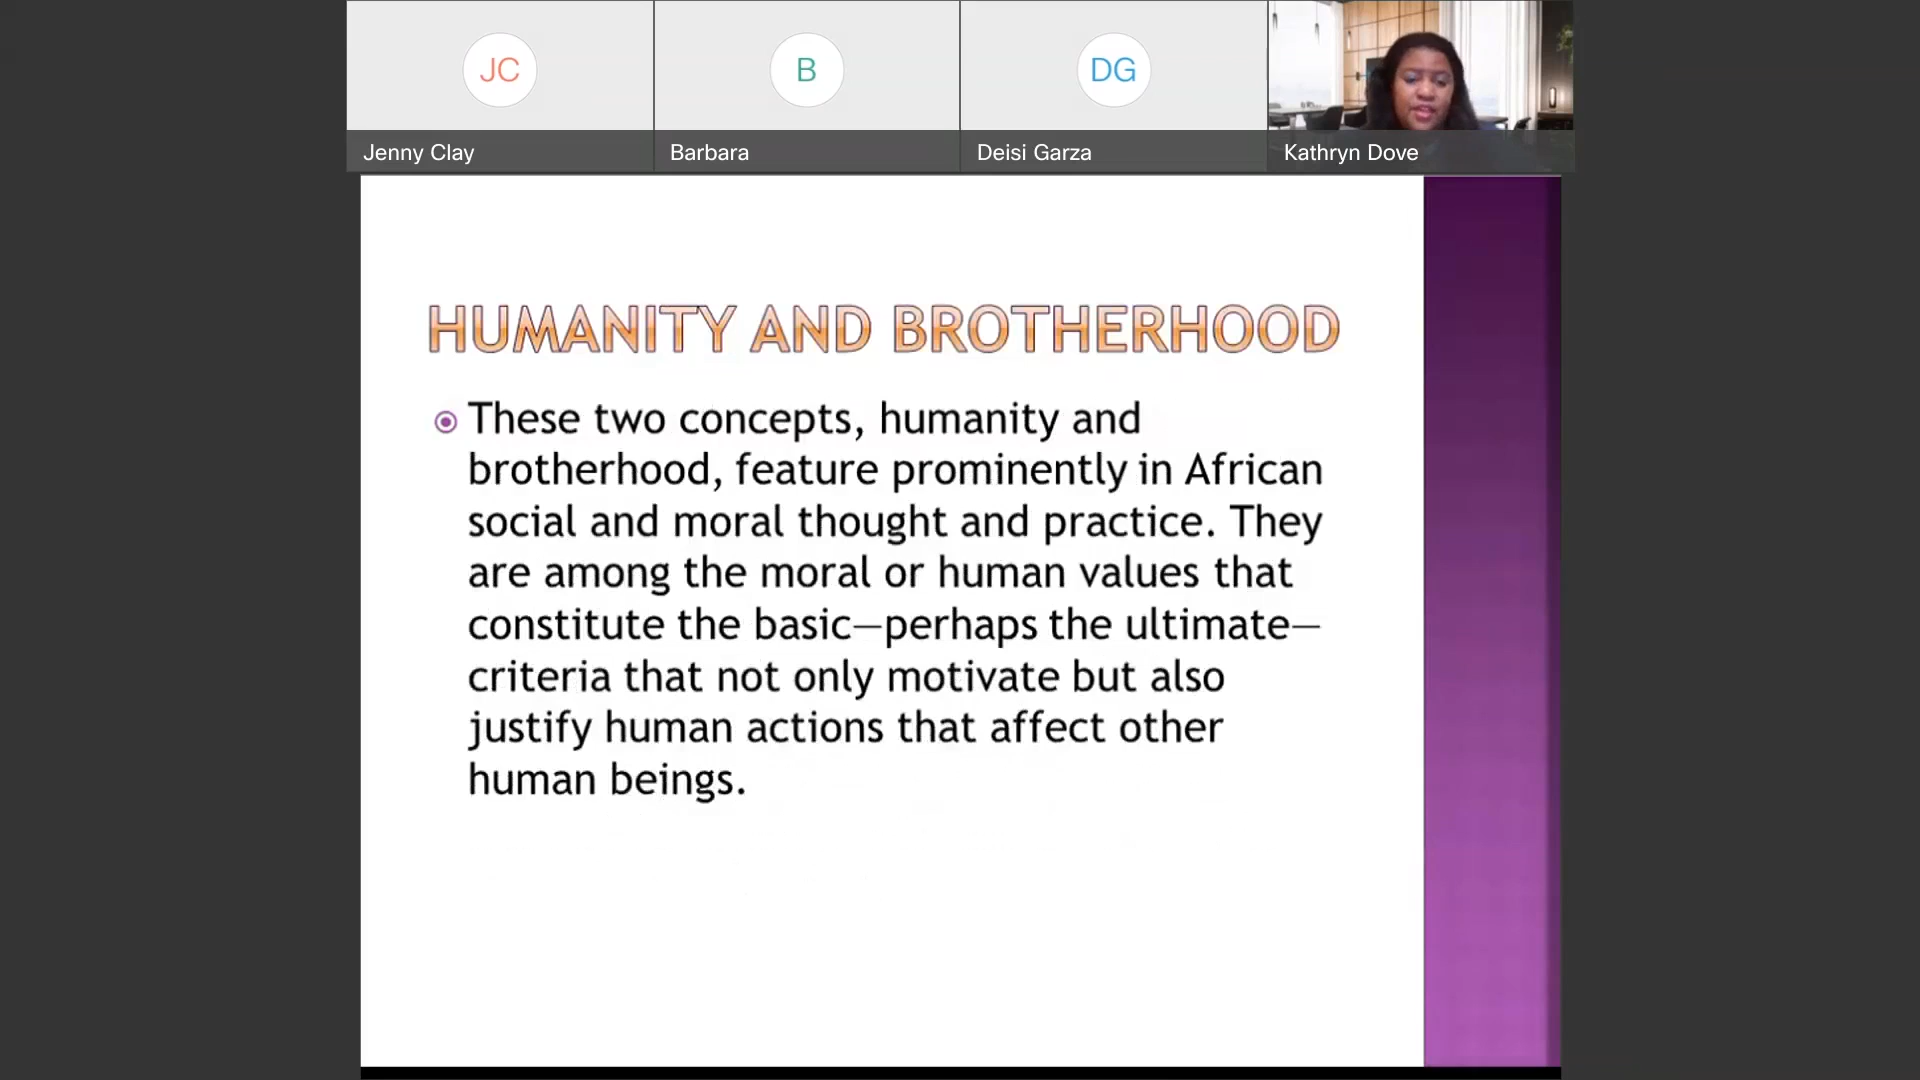 JC
B
DG
Jenny Clay
Barbara
Deisi Garza
Kathryn Dove
HUMANITY AND BROTHERHOOD
These two concepts, humanity and
brotherhood, feature prominently in African
social and moral thought and practice. They
are among the moral or human values that
constitute the basic—perhaps the ultimate—
criteria that not only motivate but also
justify human actions that affect other
human beings.